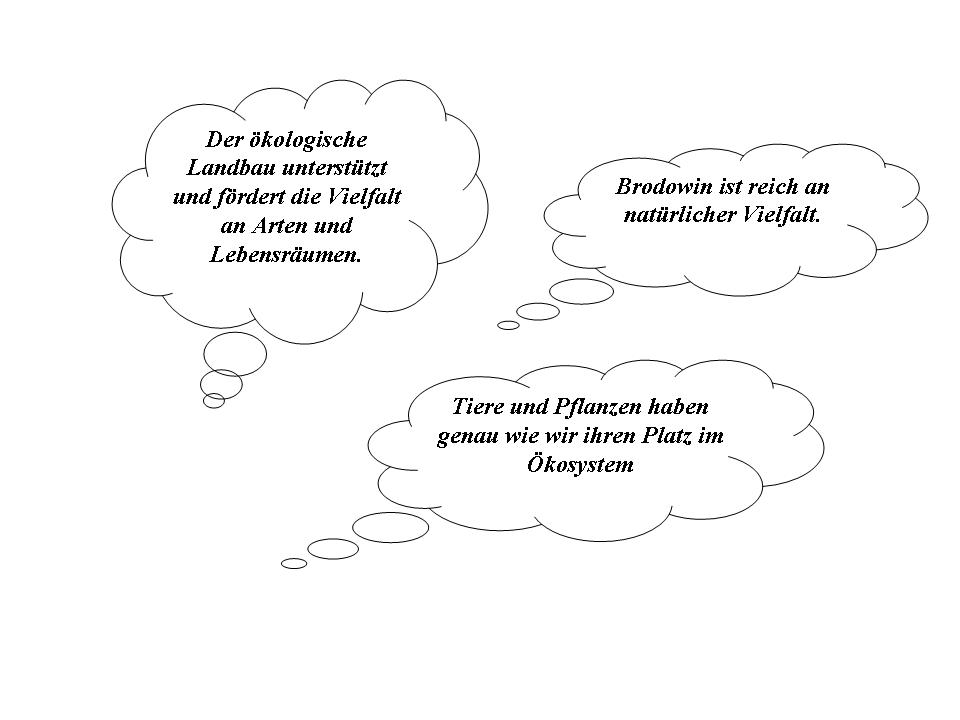 Der ökologische
Landbau unterstützt
und fördert die Vielfalt
an Arten und
Lebensräumen.
Brodowin ist reich an
natürlicher Vielfalt.
Tiere und Pflanzen haben
genau wie wir ihren Platz im
Ökosystem